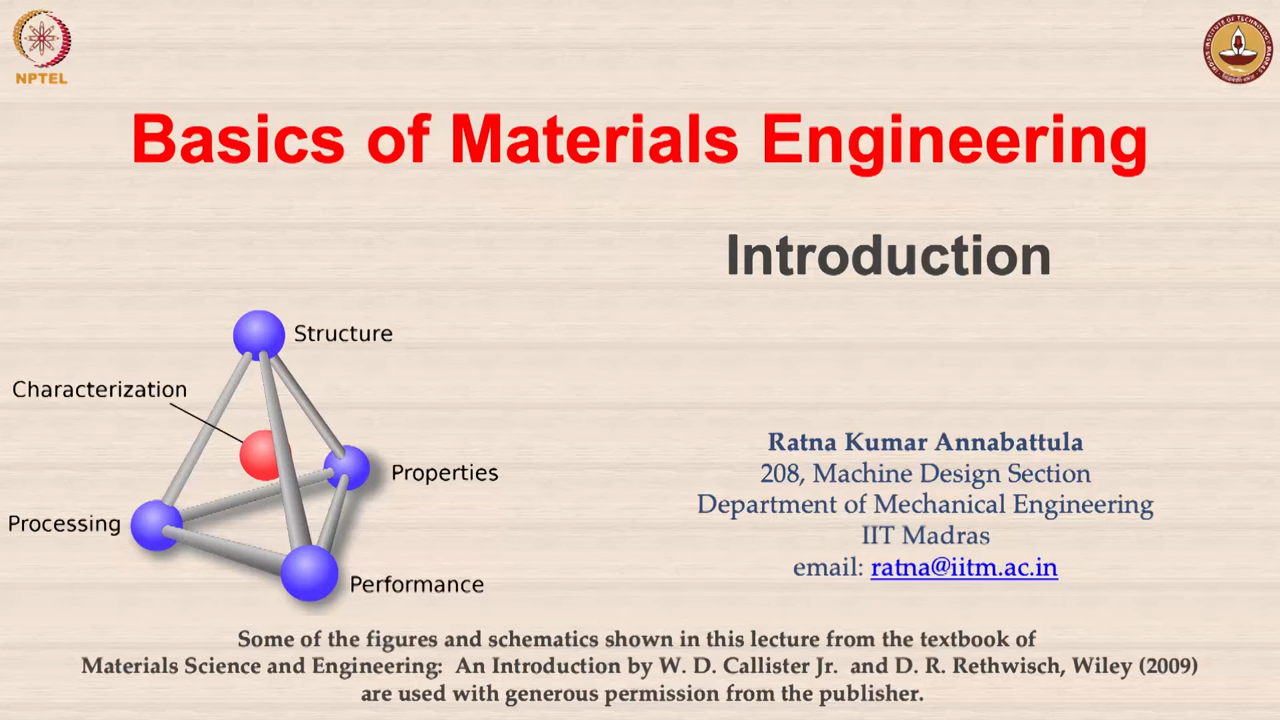 NPTEL
Basics of Materials Engineering
Introduction
Structure
Characterization
Properties
Processing
Performance
Ratna Kumar Annabattula
208, Machine Design Section
Department of Mechanical Engineering
IIT Madras
email: ratna@iitm.ac.in
Some of the figures and schematics shown in this lecture from the textbook of
Materials Science and Engineering: An Introduction by W. D. Callister Jr. and D. R. Rethwisch, Wiley (2009)
are used with generous permission from the publisher.